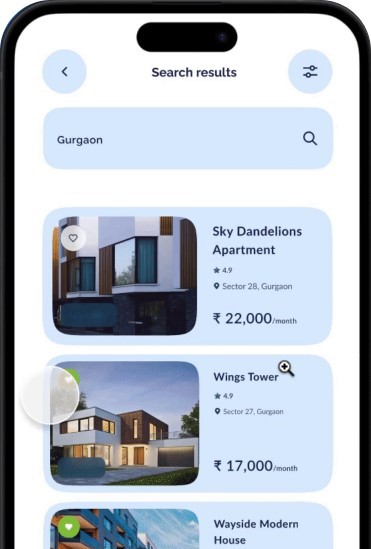 Search results
Gurgaon
Sky Dandelions
Apartment
4.9
Sector 28, Gurgaon
₹ 22,000/month
Wings Tower
4.9
Sector 27, Gurgaon
₹ 17,000/month
Wayside Modern
House